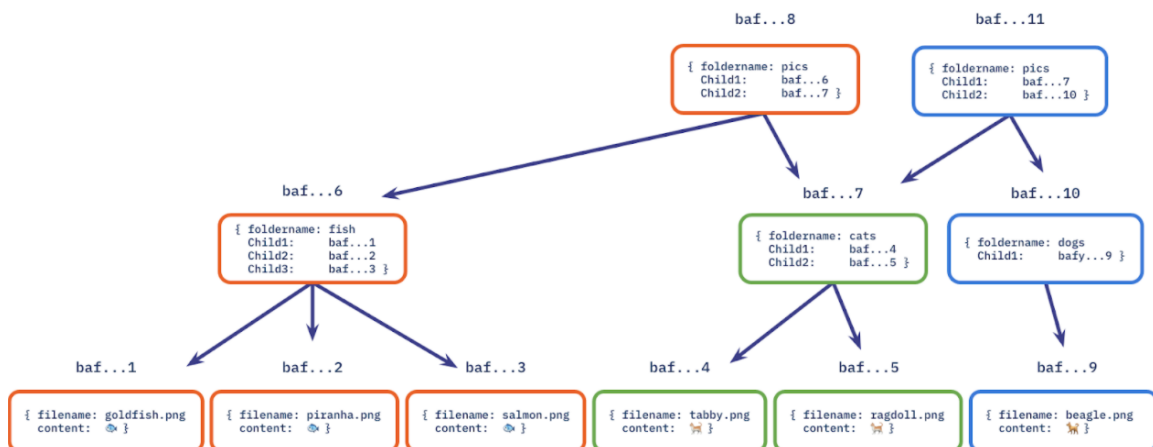 baf...8
baf...11
{ foldername: pics
Child1: baf...6
Child2: baf...7 }
{ foldername: pics
Child1: baf...7
Child2: baf...10 }
baf...6
baf...7
baf...10
{ foldername: fish
Child1: baf...1
Child2: baf...2
Child3: baf...3 }
{ foldername: cats
Child1: baf...4
Child2: baf...5 }
{ foldername: dogs
Child1: bafy...9 }
baf...1
baf...2
baf...3
baf...4
baf...5
baf...9
{ filename: goldfish.png
content: 🐟 }
{ filename: piranha.png
content: 🐟 }
{ filename: salmon.png
content: 🐟 }
{ filename: tabby.png
content: 🐈 }
{ filename: ragdoll.png
content: 🐈 }
{ filename: beagle.png
content: 🐕 }